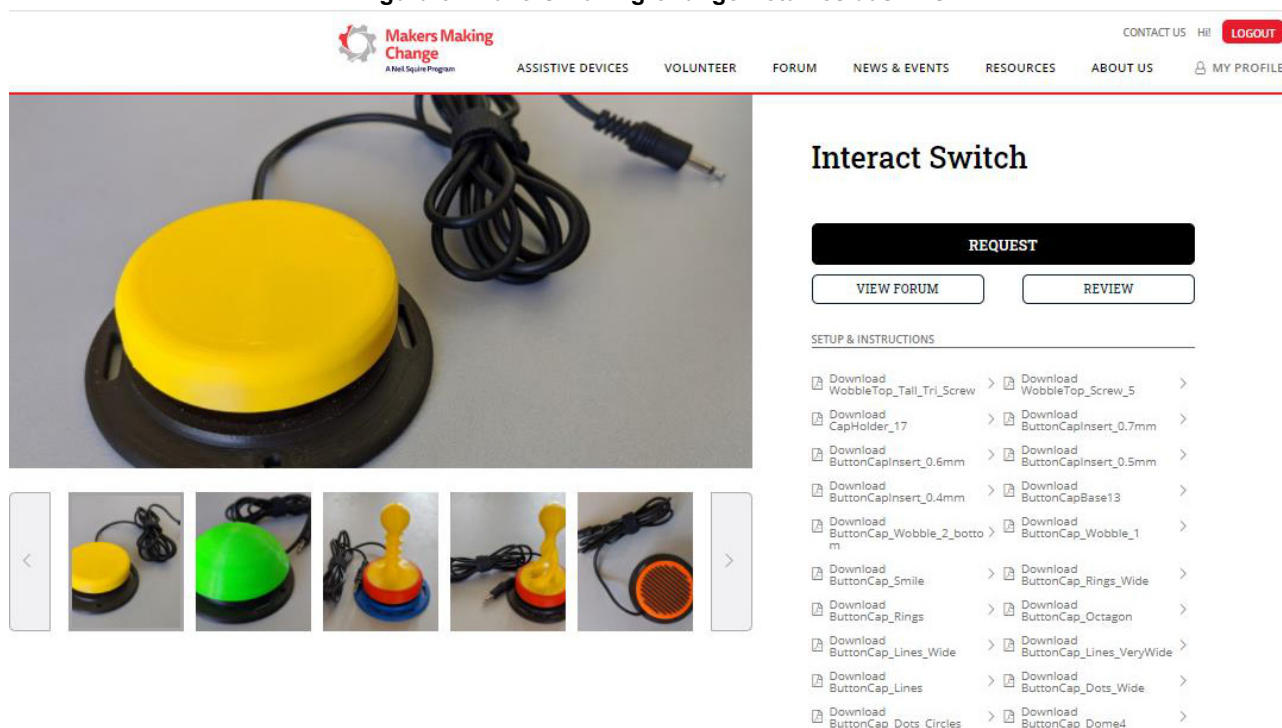 Makers Making
Change
A Neil Squire Program
CONTACT US Hi! LOGOUT
ASSISTIVE DEVICES VOLUNTEER FORUM NEWS & EVENTS RESOURCES ABOUT US MY PROFILE
Interact Switch
REQUEST
VIEW FORUM REVIEW
SETUP & INSTRUCTIONS
Download
WobbleTop_Tall_Tri_Screw
Download
WobbleTop_Screw_5
Download
CapHolder_17
Download
ButtonCapInsert_0.7mm
Download
ButtonCapInsert_0.6mm
Download
ButtonCapInsert_0.5mm
Download
ButtonCapInsert_0.4mm
Download
ButtonCapBase13
Download
ButtonCap_Wobble_2_botto
m
Download
ButtonCap_Wobble_1
Download
ButtonCap_Smile
Download
ButtonCap_Rings_Wide
Download
ButtonCap_Rings
Download
ButtonCap_Octagon
Download
ButtonCap_Lines_Wide
Download
ButtonCap_Lines_VeryWide
Download
ButtonCap_Lines
Download
ButtonCap_Dots_Wide
Download
ButtonCap_Dots_Circles
Download
ButtonCap_Dome4